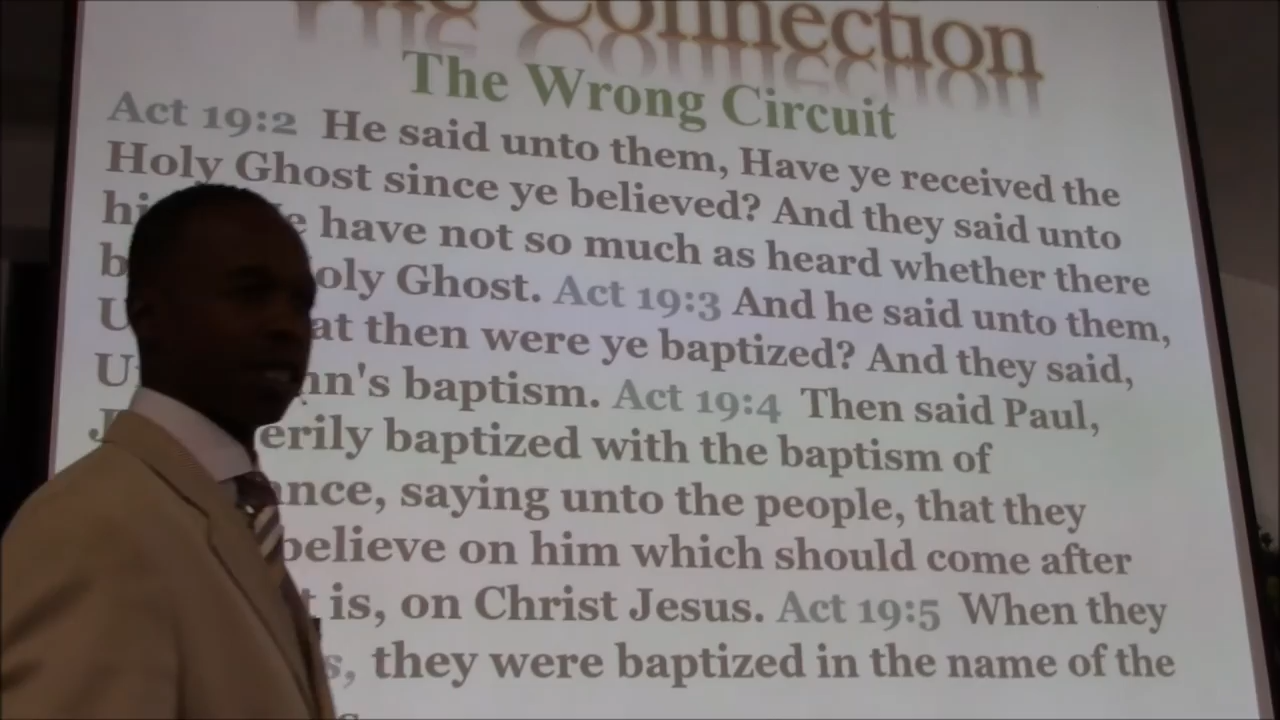 The Connection
The Wrong Circuit
Act 19:2 He said unto them, Have ye received the
Holy Ghost since ye believed? And they said unto
have not so much as heard whether there
Ghost. Act 19:3 And he said unto them,
then were ye baptized? And they said,
baptism. Act 19:4 Then said Paul,
baptized with the baptism of
saying unto the people, that they
believe on him which should come after
is, on Christ Jesus. Act 19:5 When they
they were baptized in the name of the